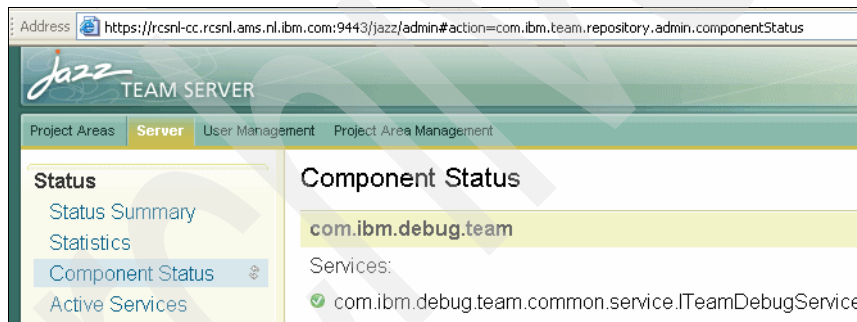 Address https://rcsnl-cc.rcsnl.ams.nl.ibm.com:9443/jazz/admin#action=com.ibm.team.repository.admin.componentStatus
jazz
TEAM SERVER
Project Areas Server User Management Project Area Management
Status
Status Summary
Statistics
Component Status
Active Services
Component Status
com.ibm.debug.team
Services:
com.ibm.debug.team.common.service.ITeamDebugService